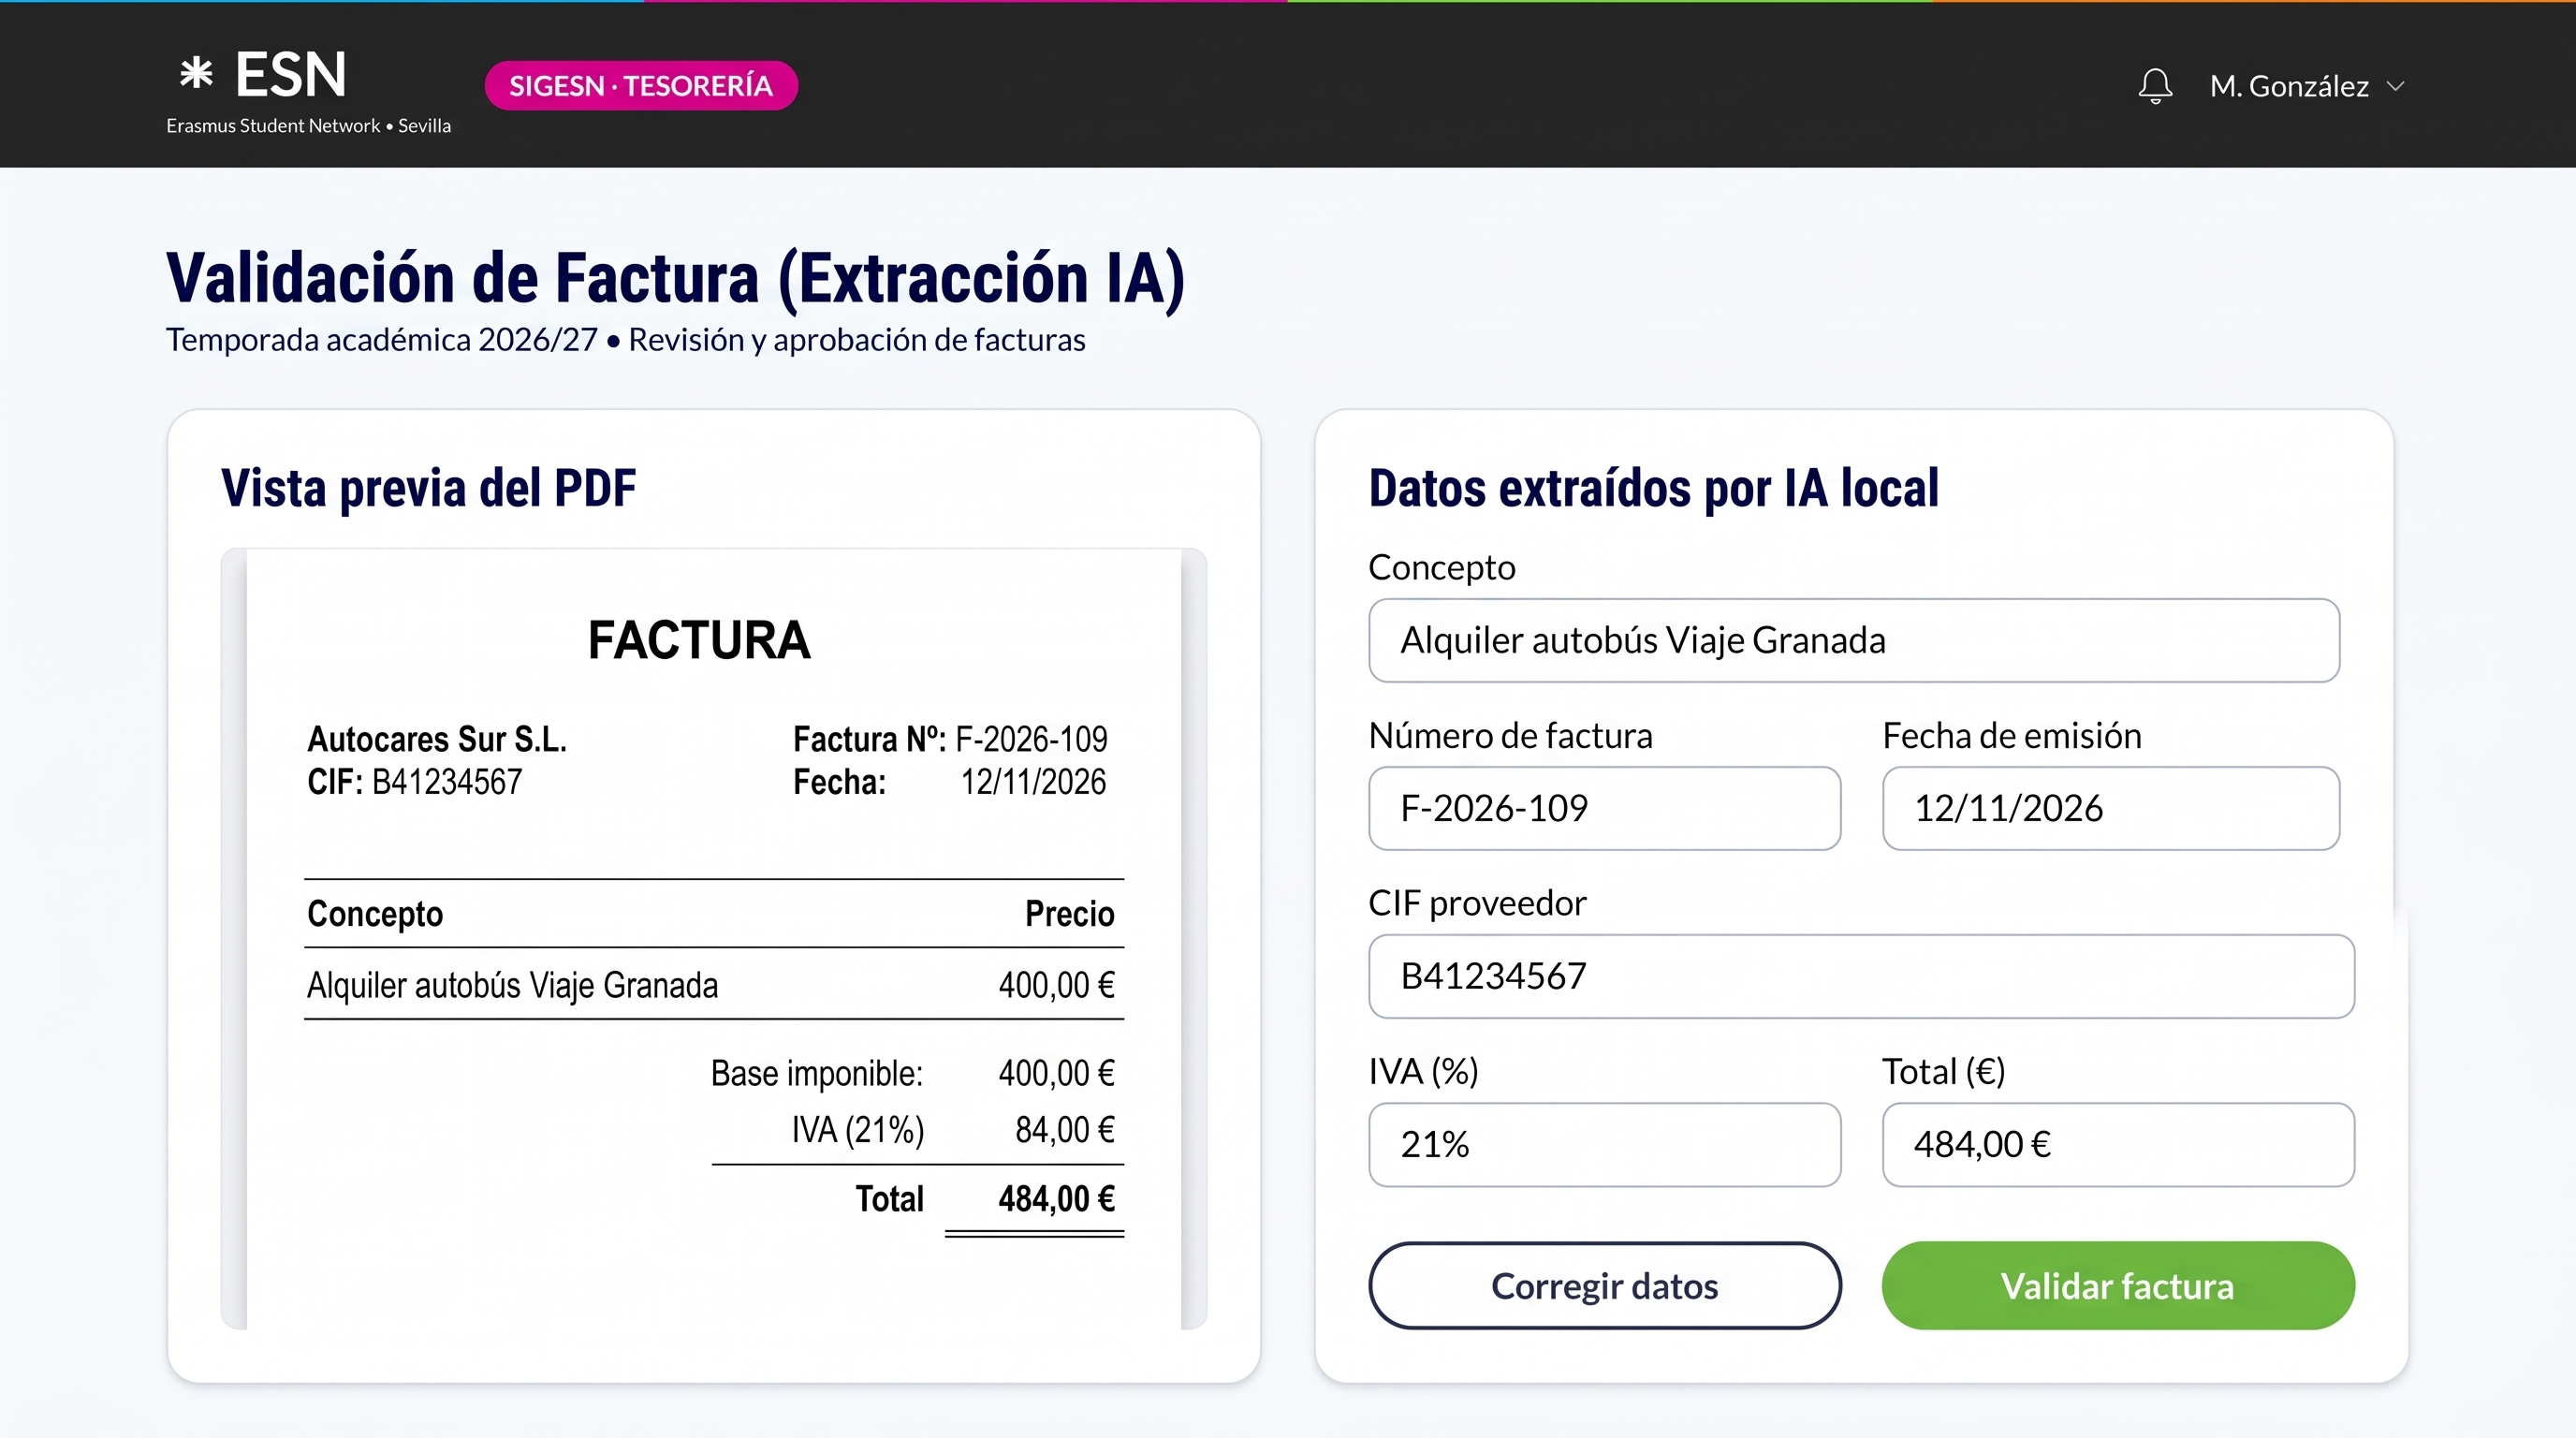 ESN
Erasmus Student Network • Sevilla
SIGESN · TESORERÍA
M. González
Validación de Factura (Extracción IA)
Temporada académica 2026/27 • Revisión y aprobación de facturas
Vista previa del PDF
FACTURA
Autocares Sur S.L.
CIF: B41234567
Factura Nº: F-2026-109
Fecha: 12/11/2026
Concepto Precio
Alquiler autobús Viaje Granada 400,00 €
Base imponible: 400,00 €
IVA (21%) 84,00 €
Total 484,00 €
Datos extraídos por IA local
Concepto
Alquiler autobús Viaje Granada
Número de factura Fecha de emisión
F-2026-109 12/11/2026
CIF proveedor
B41234567
IVA (%) Total (€)
21% 484,00 €
Corregir datos Validar factura